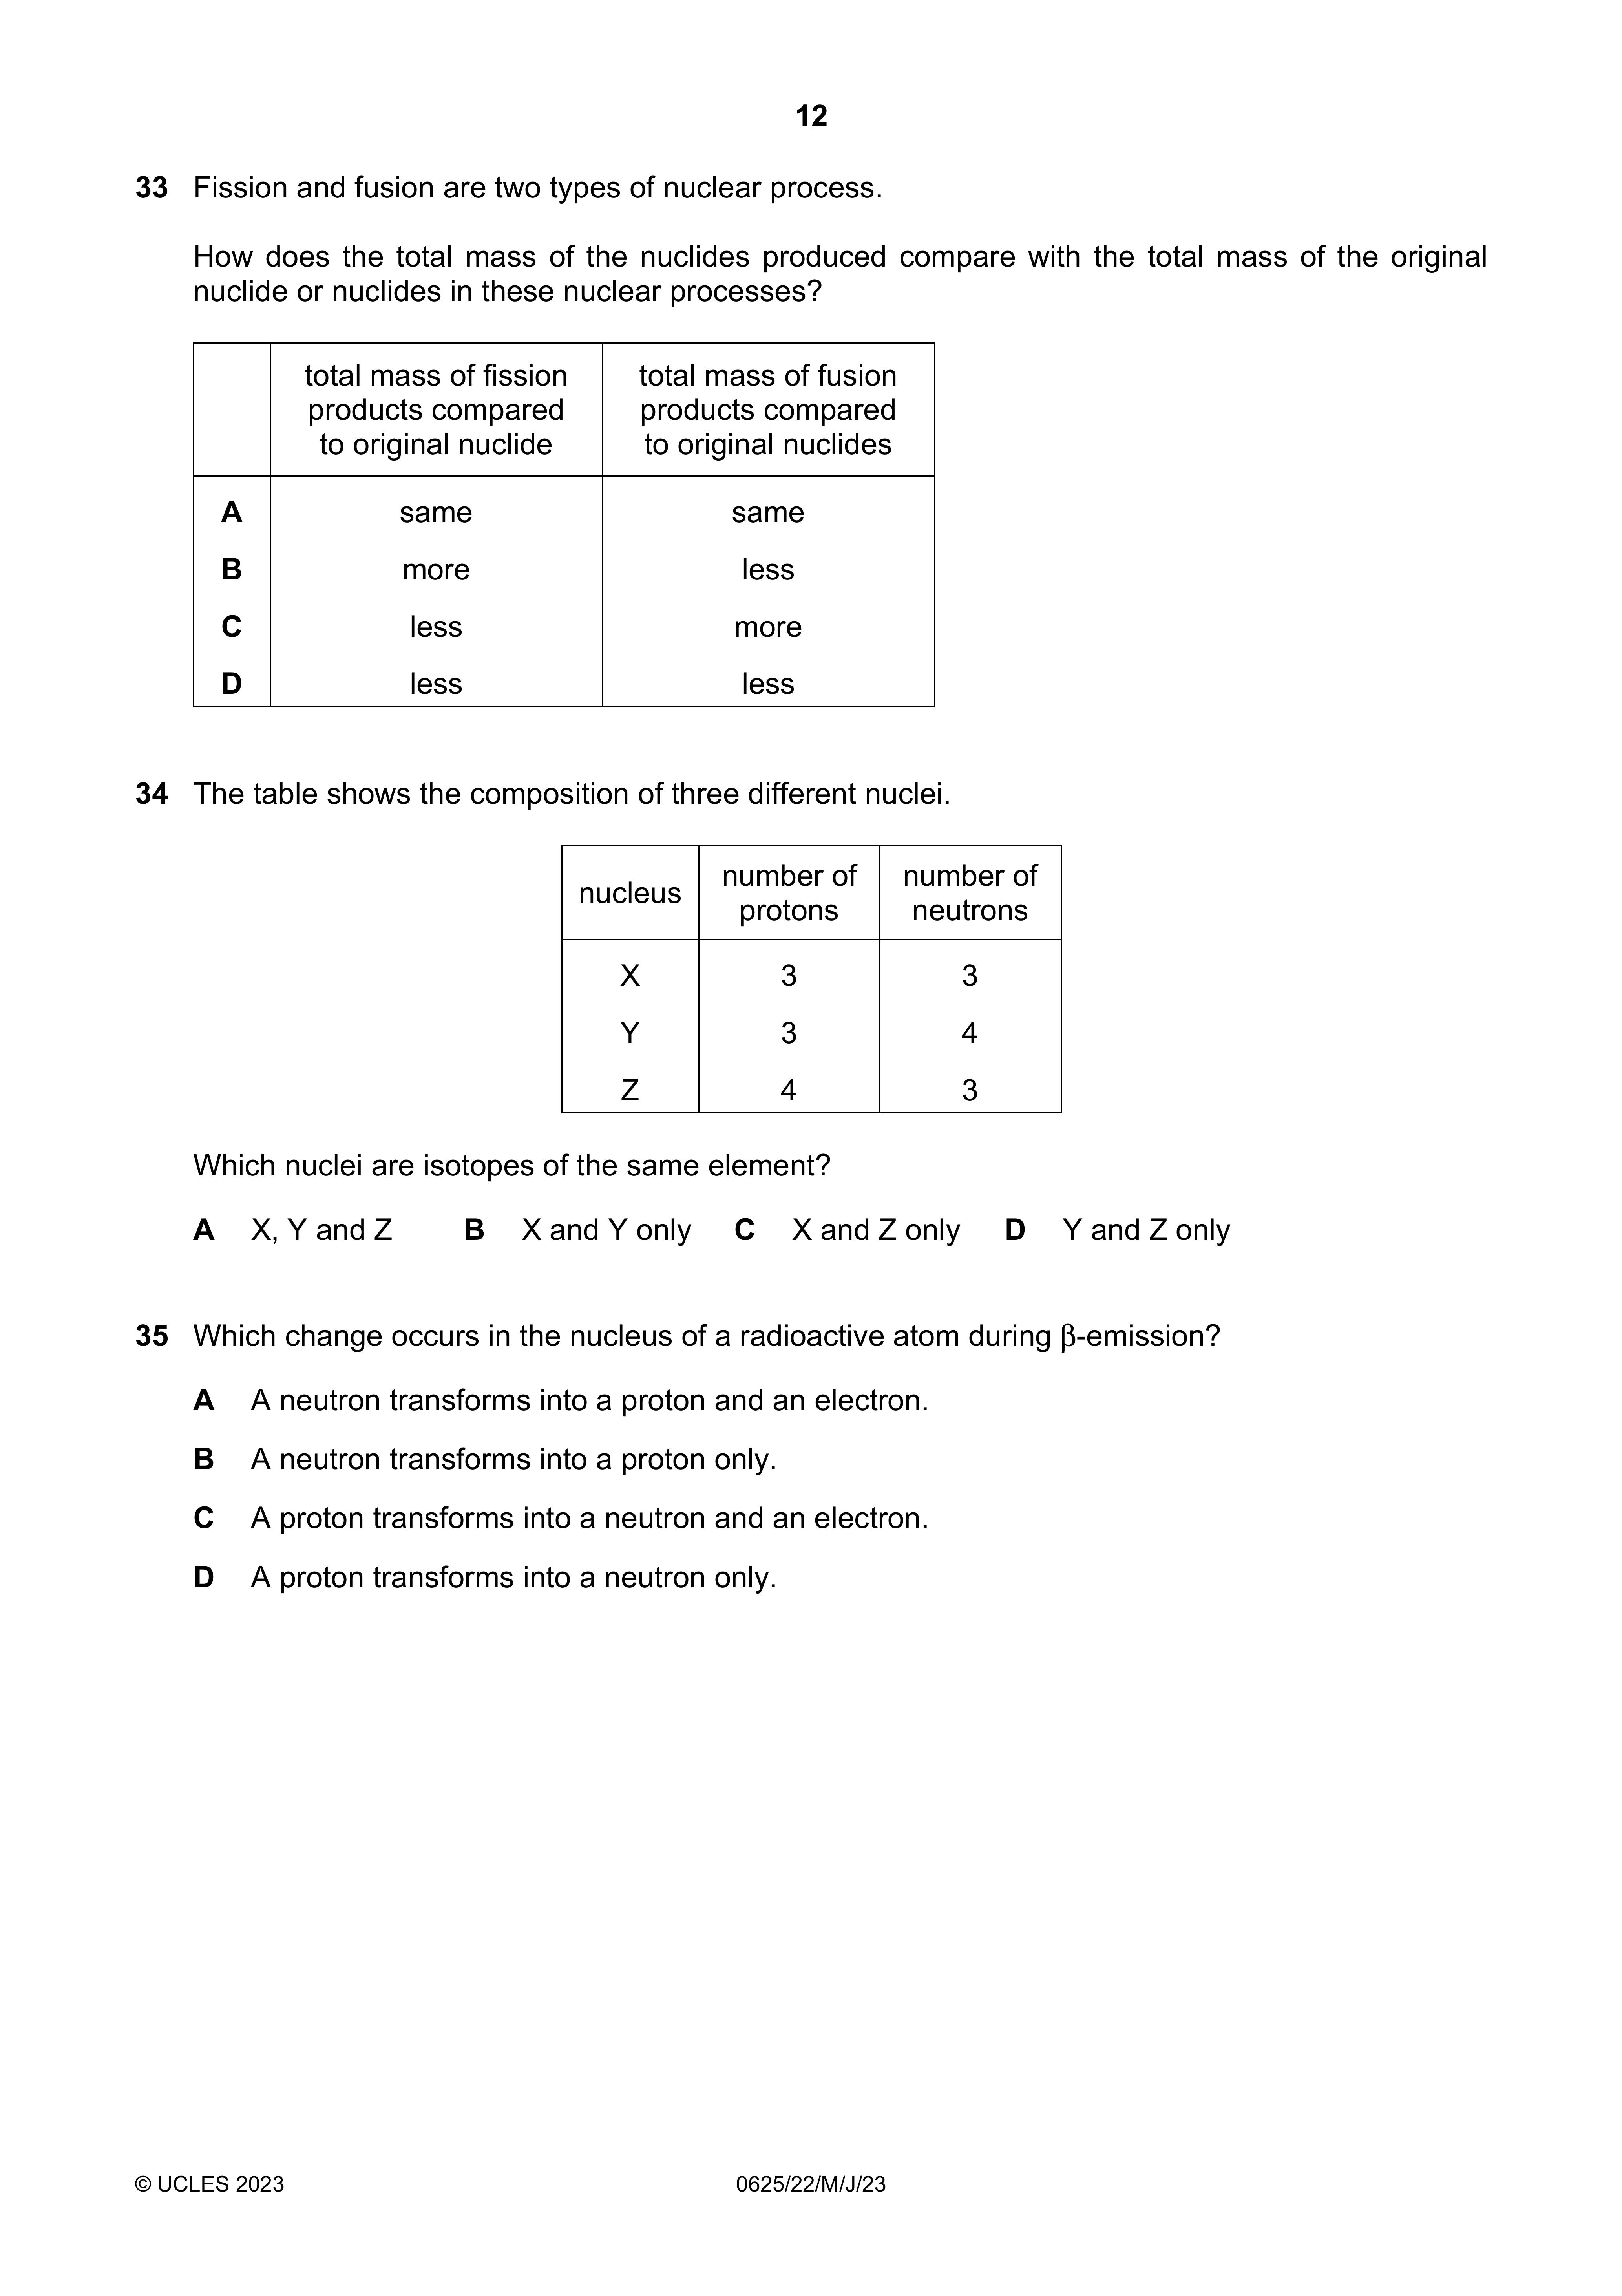 12
33 Fission and fusion are two types of nuclear process.
How does the total mass of the nuclides produced compare with the total mass of the original
nuclide or nuclides in these nuclear processes?
total mass of fission products compared to original nuclide total mass of fusion products compared to original nuclides
A same same
B more less
C less more
D less less
34 The table shows the composition of three different nuclei.
nucleus number of protons number of neutrons
X 3 3
Y 3 4
Z 4 3
Which nuclei are isotopes of the same element?
A X, Y and Z B X and Y only C X and Z only D Y and Z only
35 Which change occurs in the nucleus of a radioactive atom during β-emission?
A A neutron transforms into a proton and an electron.
B A neutron transforms into a proton only.
C A proton transforms into a neutron and an electron.
D A proton transforms into a neutron only.
© UCLES 2023 0625/22/M/J/23